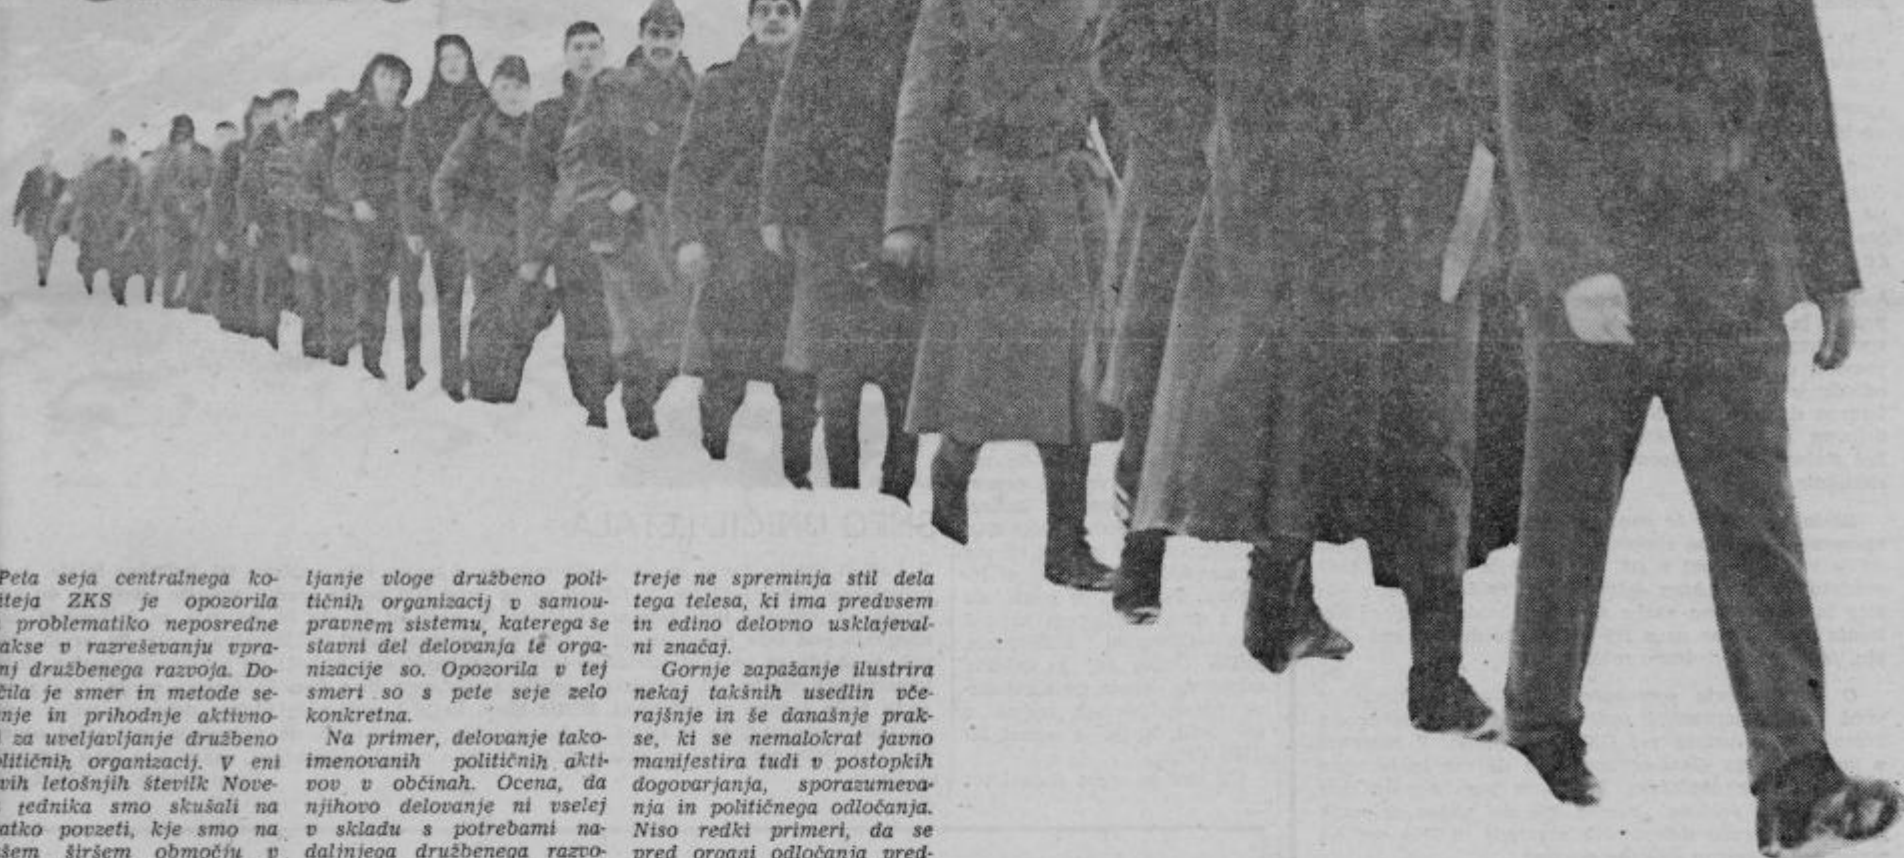 Peta seja centralnega ko-
iteja ZKS je opozorila
problematiko neposredne
akse v razreševanju vpra-
nj družbenega razvoja. Do-
čila je smer in metode se-
nje in prihodnje aktivno-
za uveljavljanje družbeno
litičnih organizacij. V eni
vih letošnjih številk Nove-
tednika smo skušali na
atko povzeti, kje smo na
šem širšem območju v
ljanje vloge družbeno poli-
tičnih organizacij v samou-
pravnem sistemu, katerega se
stavni del delovanja te orga-
nizacije so. Opozorila v tej
smeri so s pete seje zelo
konkretna.
Na primer, delovanje tako-
imenovanih političnih akti-
vov v občinah. Ocena, da
njihovo delovanje ni vselej
v skladu s potrebami na-
daljnjega družbenega razvo-
treje ne spreminja stil dela
tega telesa, ki ima predvsem
in edino delovno usklajeval-
ni značaj.
Gornje zapažanje ilustrira
nekaj takšnih usedlin vče-
rajšnje in še današnje prak-
se, ki se nemalokrat javno
manifestira tudi v postopkih
dogovarjanja, sporazumeva-
nja in političnega odločanja.
Niso redki primeri, da se
pred organi odločanja pred-